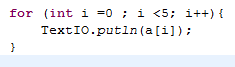 for (int i =0 ; i <5; i++){
TextIO.putln(a[i]);
}